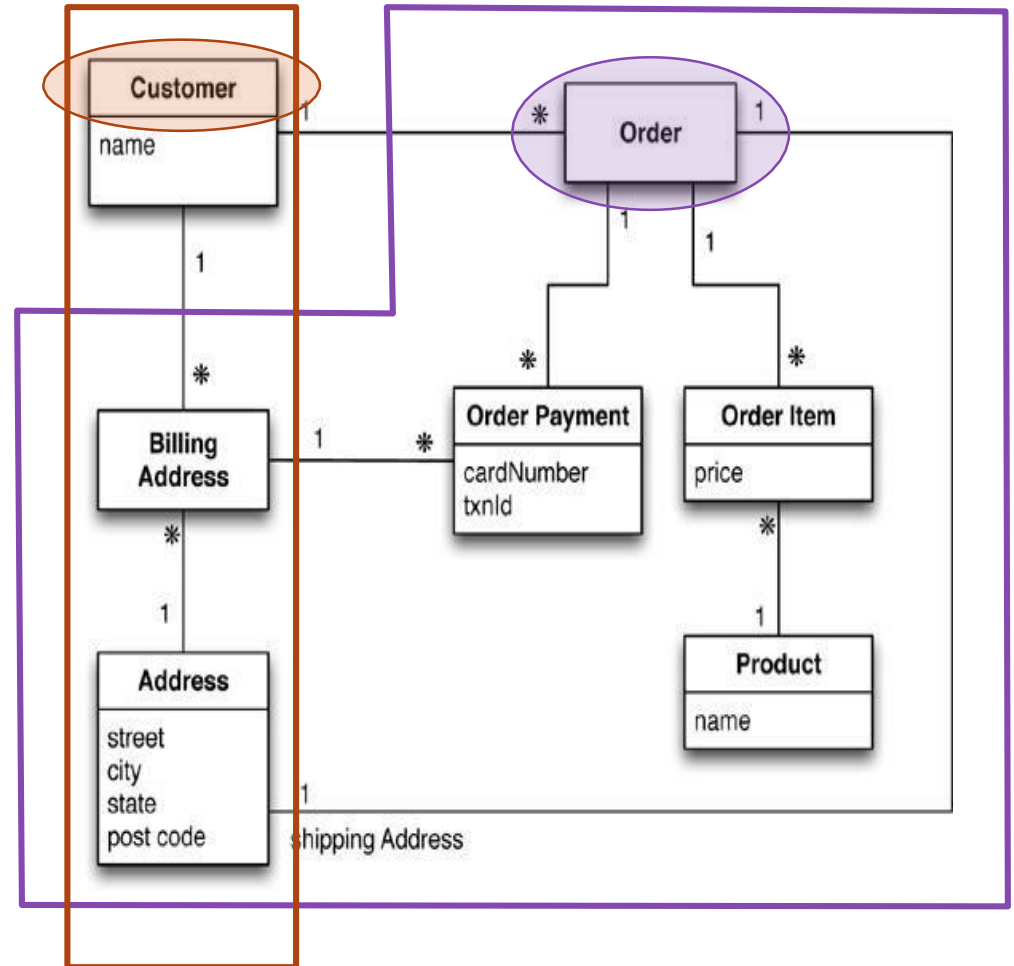 Customer
name
1
*
Order
1
1
1
1
*
*
*
Billing
Address
1
*
Order Payment
cardNumber
txnId
Order Item
price
*
1
*
1
Address
street
city
state
post code
Product
name
1
shipping Address